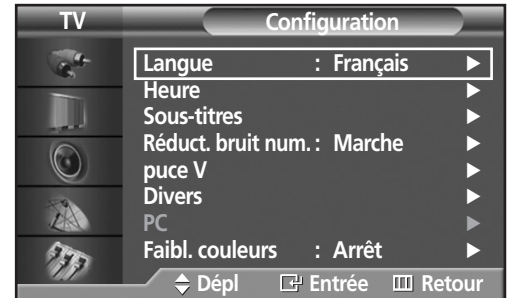 TV
Configuration
Langue : Français
Heure
Sous-titres
Réduct. bruit num. : Marche
puce V
Divers
PC
Faibl. couleurs : Arrêt
Dépl Entrée Retour